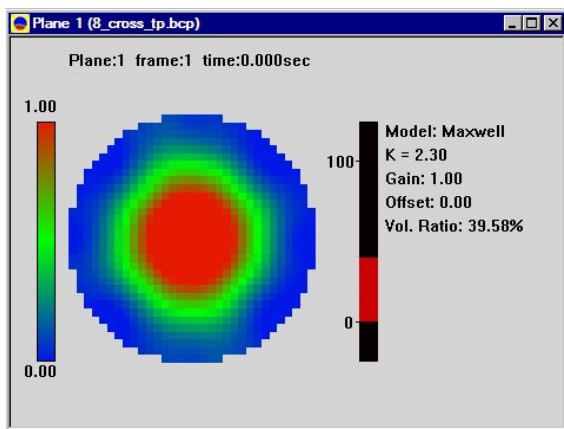 Plane 1 (8_cross_tp.bcp)
Plane:1 frame:1 time:0.000sec
1.00
0.00
100
0
Model: Maxwell
K = 2.30
Gain: 1.00
Offset: 0.00
Vol. Ratio: 39.58%